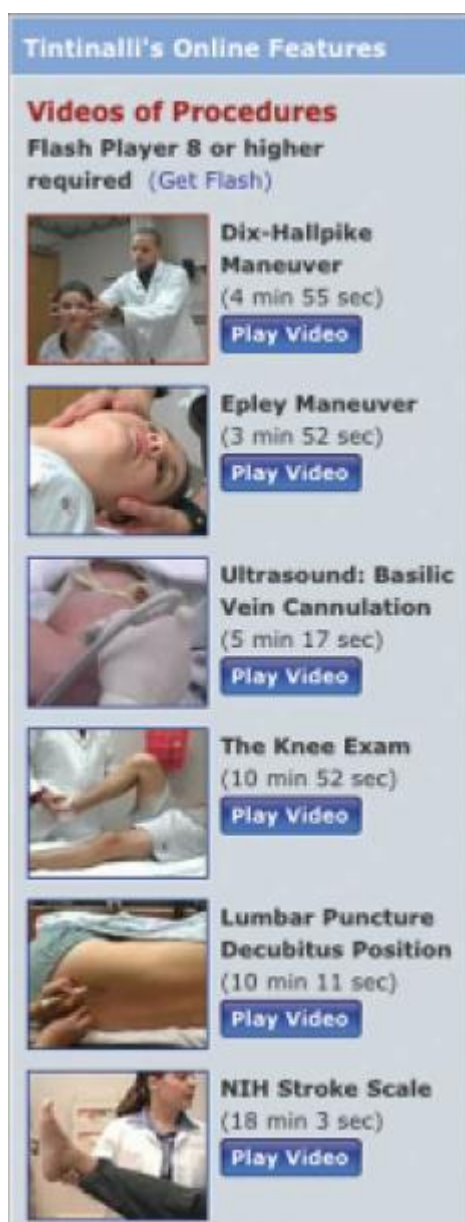 Tintinalli's Online Features
Videos of Procedures
Flash Player 8 or higher
required (Get Flash)
Dix-Hallpike
Maneuver
(4 min 55 sec)
Play Video
Epley Maneuver
(3 min 52 sec)
Play Video
Ultrasound: Basilic
Vein Cannulation
(5 min 17 sec)
Play Video
The Knee Exam
(10 min 52 sec)
Play Video
Lumbar Puncture
Decubitus Position
(10 min 11 sec)
Play Video
NIH Stroke Scale
(18 min 3 sec)
Play Video